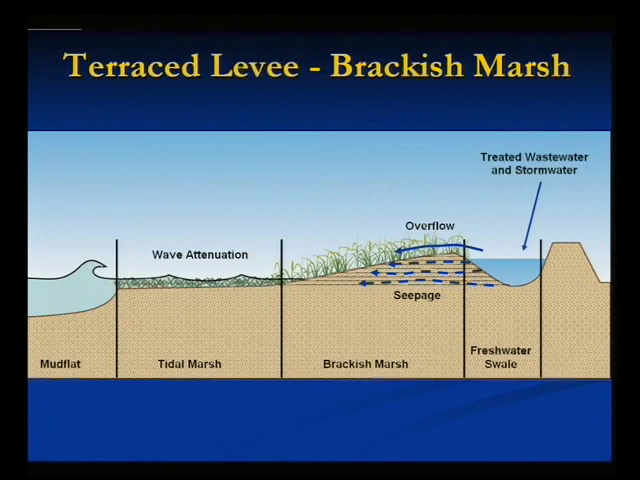 Terraced Levee - Brackish Marsh
Treated Wastewater
and Stormwater
Overflow
Wave Attenuation
Seepage
Mudflat
Tidal Marsh
Brackish Marsh
Freshwater
Swale